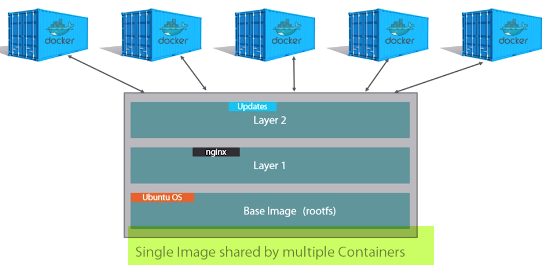 docker docker docker docker docker
Updates
Layer 2
nginx
Layer 1
Ubuntu OS
Base Image (rootfs)
Single Image shared by multiple Containers